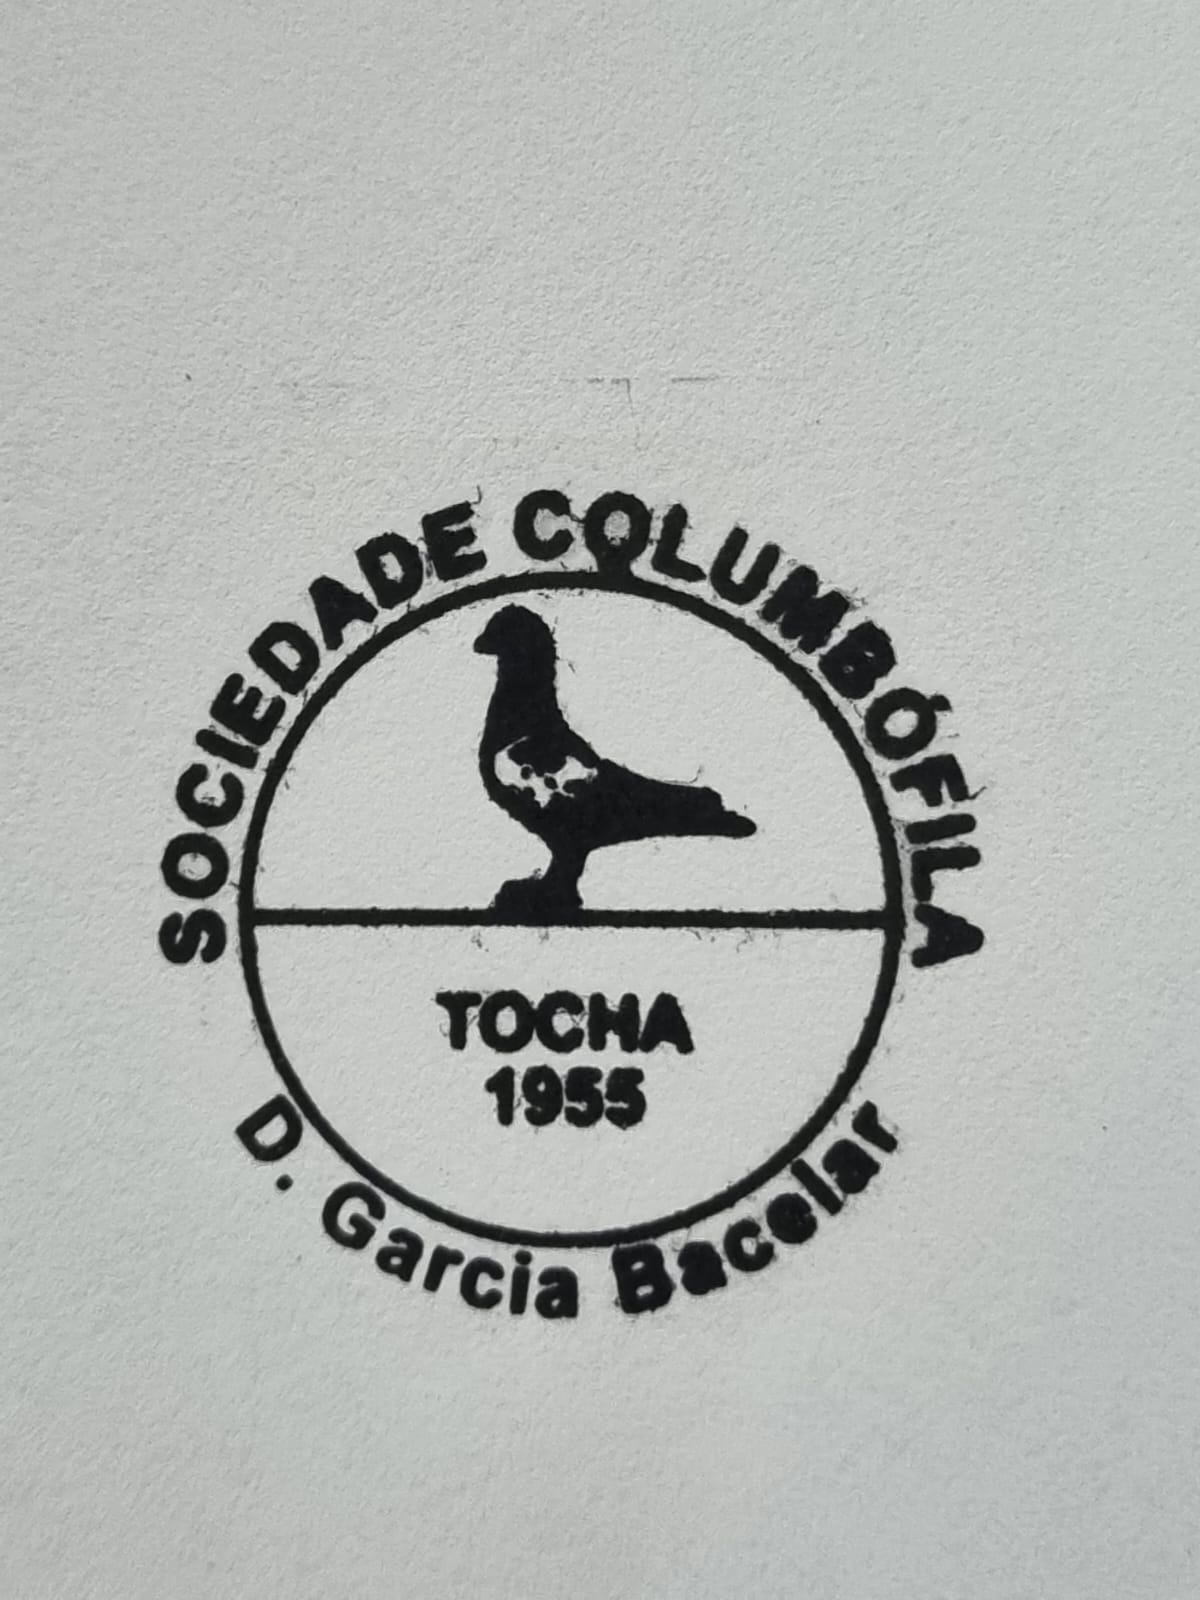 SOCIEDADE COLUMBÓFILA
TOCHA
1955
D. Garcia Bacelar